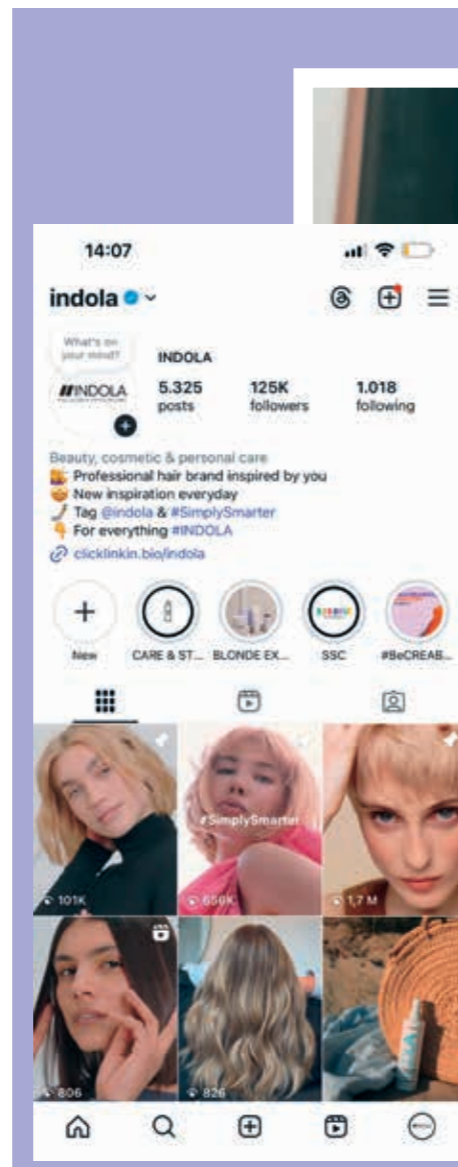 14:07
indola
What's on
your mind?
INDOLA
INDOLA
5.325 125K 1.018
posts followers following
Beauty, cosmetic & personal care
Professional hair brand inspired by you
New inspiration everyday
Tag @indola & #SimplySmarter
For everything #INDOLA
clicklinkin.bio/indola
New CARE & ST... BLONDE EX... SSC #BeCREAB...
#SimplySmarter
101K 656K 1,7 M
806 826